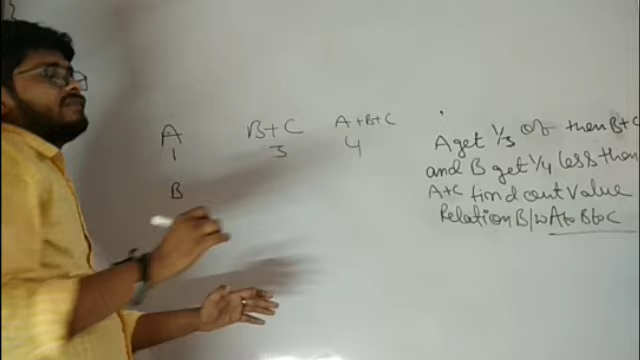 A B+C A+B+C
1 3 4
B
A get 1/3 of then B+C
and B get 1/4 less then
A+C find out value
Relation B/w A to B to C